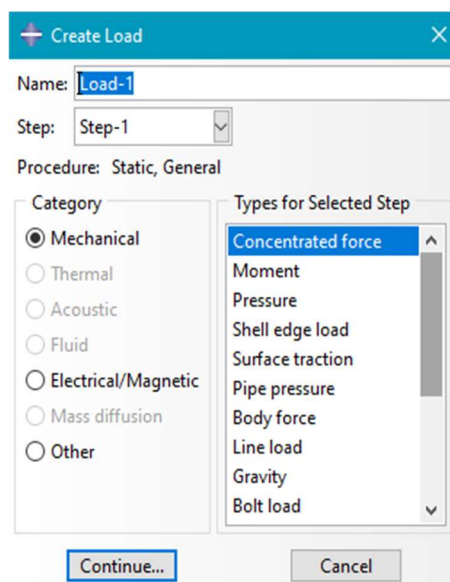 Create Load
Name: Load-1
Step: Step-1
Procedure: Static, General
Category
Mechanical
Thermal
Acoustic
Fluid
Electrical/Magnetic
Mass diffusion
Other
Types for Selected Step
Concentrated force
Moment
Pressure
Shell edge load
Surface traction
Pipe pressure
Body force
Line load
Gravity
Bolt load
Continue...
Cancel